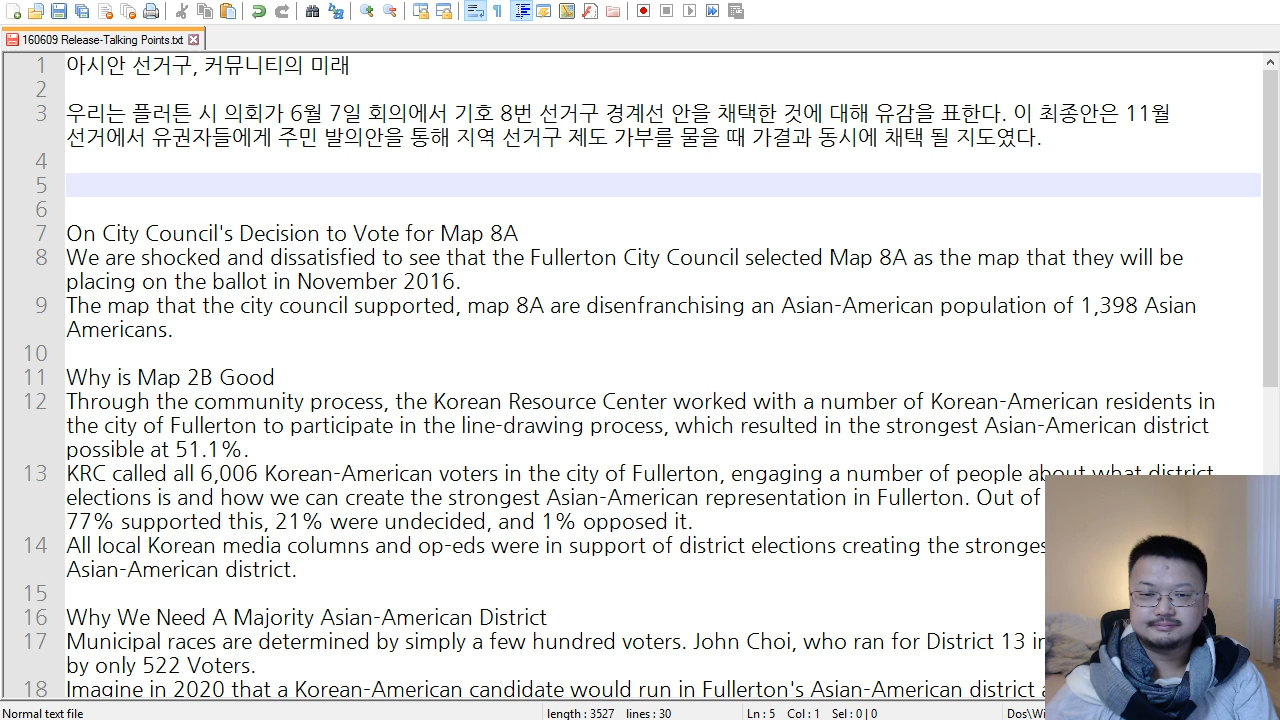 160609 Release-Talking Points.txt
1 아시안 선거구, 커뮤니티의 미래
2
3 우리는 플러튼 시 의회가 6월 7일 회의에서 기호 8번 선거구 경계선 안을 채택한 것에 대해 유감을 표한다. 이 최종안은 11월
선거에서 유권자들에게 주민 발의안을 통해 지역 선거구 제도 가부를 물을 때 가결과 동시에 채택 될 지도였다.
4
5
6
7 On City Council's Decision to Vote for Map 8A
8 We are shocked and dissatisfied to see that the Fullerton City Council selected Map 8A as the map that they will be
placing on the ballot in November 2016.
9 The map that the city council supported, map 8A are disenfranchising an Asian-American population of 1,398 Asian
Americans.
10
11 Why is Map 2B Good
12 Through the community process, the Korean Resource Center worked with a number of Korean-American residents in
the city of Fullerton to participate in the line-drawing process, which resulted in the strongest Asian-American district
possible at 51.1%.
13 KRC called all 6,006 Korean-American voters in the city of Fullerton, engaging a number of people about what district
elections is and how we can create the strongest Asian-American representation in Fullerton. Out of
77% supported this, 21% were undecided, and 1% opposed it.
14 All local Korean media columns and op-eds were in support of district elections creating the stronges
Asian-American district.
15
16 Why We Need A Majority Asian-American District
17 Municipal races are determined by simply a few hundred voters. John Choi, who ran for District 13 in
by only 522 Voters.
18 Imagine in 2020 that a Korean-American candidate would run in Fullerton's Asian-American district
Normal text file length : 3527 lines : 30 Ln : 5 Col : 1 Sel : 0 | 0 Dos\Wi